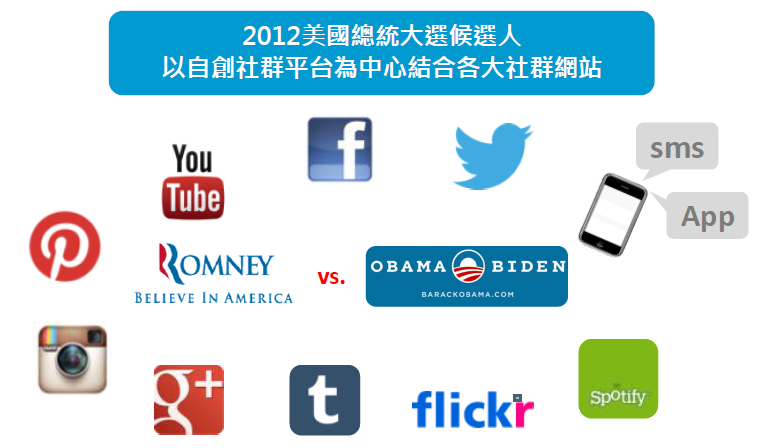 2012美國總統大選候選人
以自創社群平台為中心結合各大社群網站
You
Tube
f
sms
App
P
ROMNEY
BELIEVE IN AMERICA
vs.
OBAMA BIDEN
BARACKOBAMA.COM
g+
t
flickr
Spotify